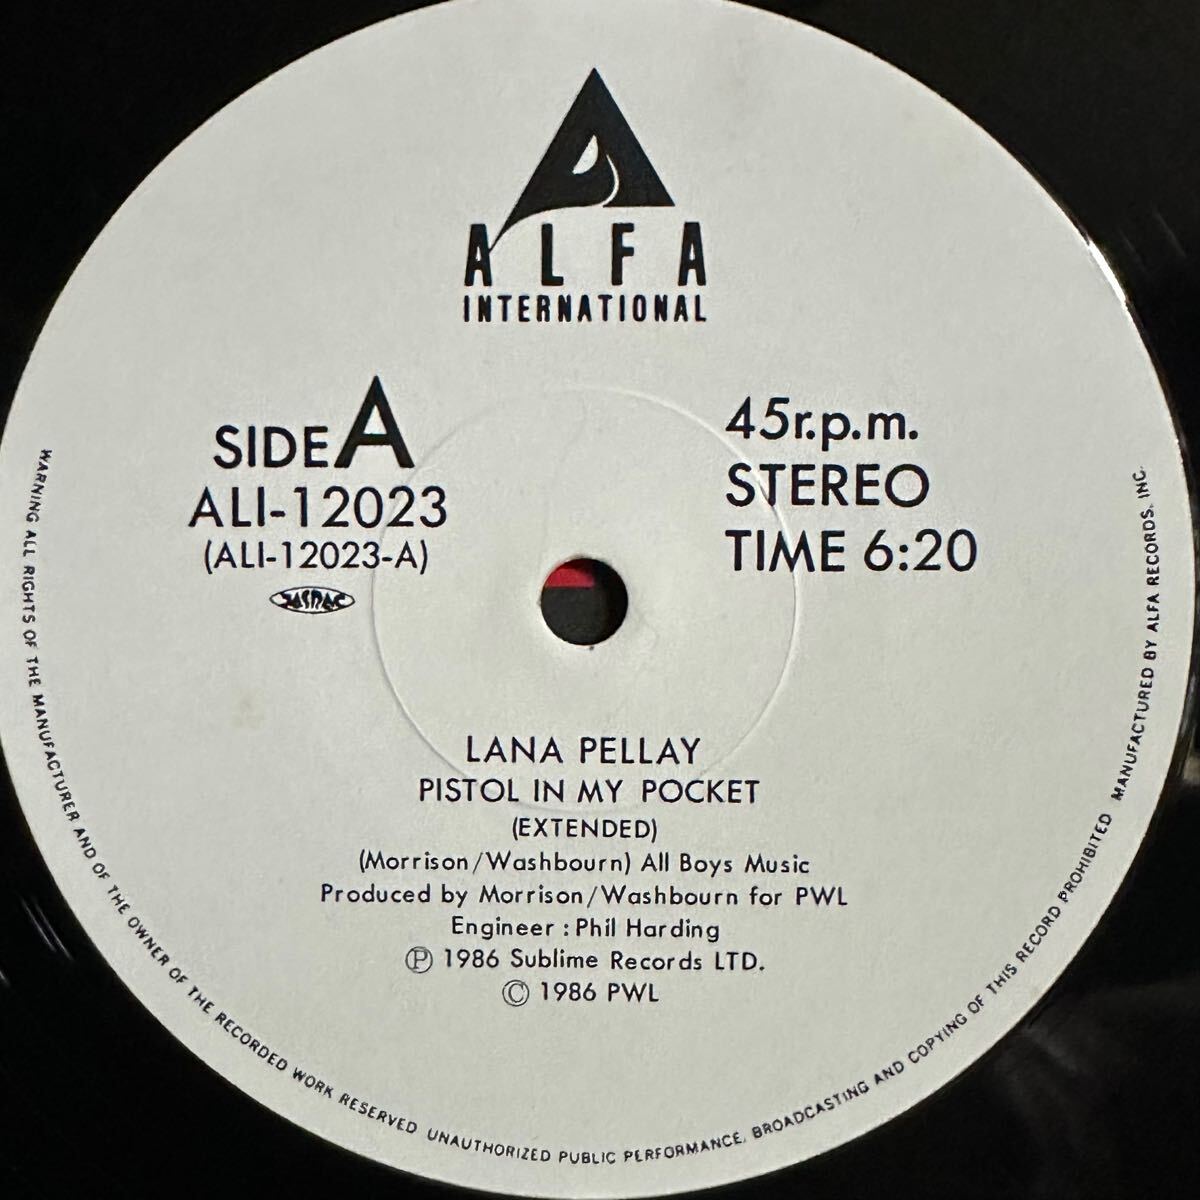 ALFA
INTERNATIONAL
SIDE A
ALI-12023
(ALI-12023-A)
JASRAC
45r.p.m.
STEREO
TIME 6:20
LANA PELLAY
PISTOL IN MY POCKET
(EXTENDED)
(Morrison/Washbourn) All Boys Music
Produced by Morrison/Washbourn for PWL
Engineer : Phil Harding
Ⓟ 1986 Sublime Records LTD.
© 1986 PWL
WARNING ALL RIGHTS OF THE MANUFACTURER AND OF THE OWNER OF THE RECORDED WORK RESERVED UNAUTHORIZED PUBLIC PERFORMANCE, BROADCASTING AND COPYING OF THIS RECORD PROHIBITED MANUFACTURED BY ALFA RECORDS, INC.